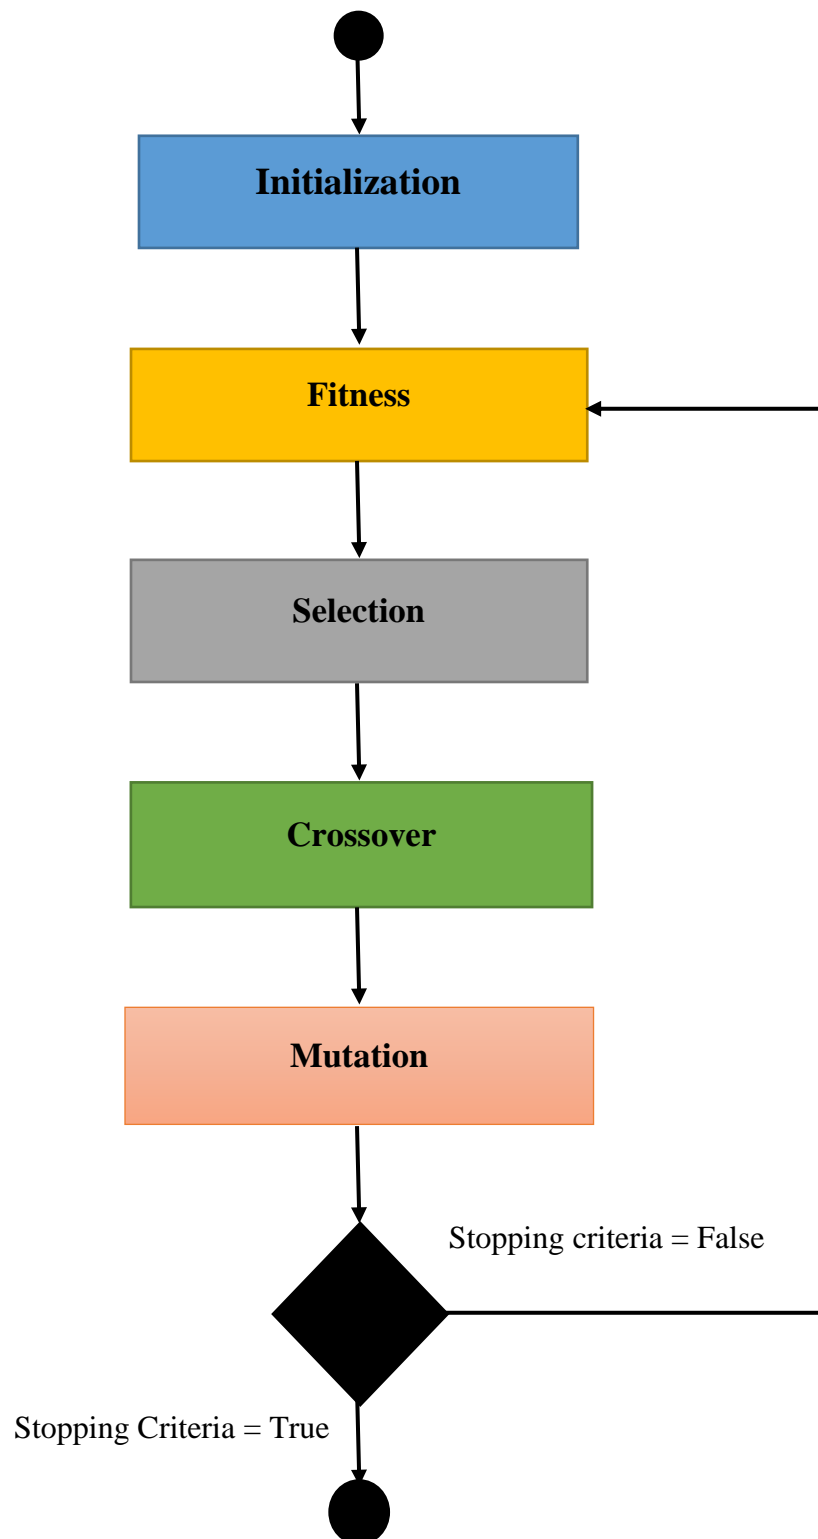 Initialization
Fitness
Selection
Crossover
Mutation
Stopping criteria = False
Stopping Criteria = True